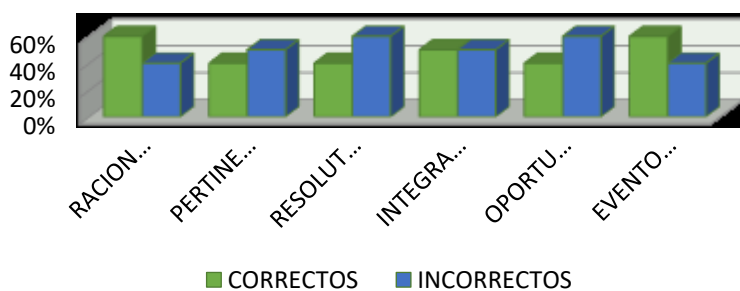 60%
40%
20%
0%
RACION...
PERTINE...
RESOLUT...
INTEGRA...
OPORTU...
EVENTO...
CORRECTOS
INCORRECTOS